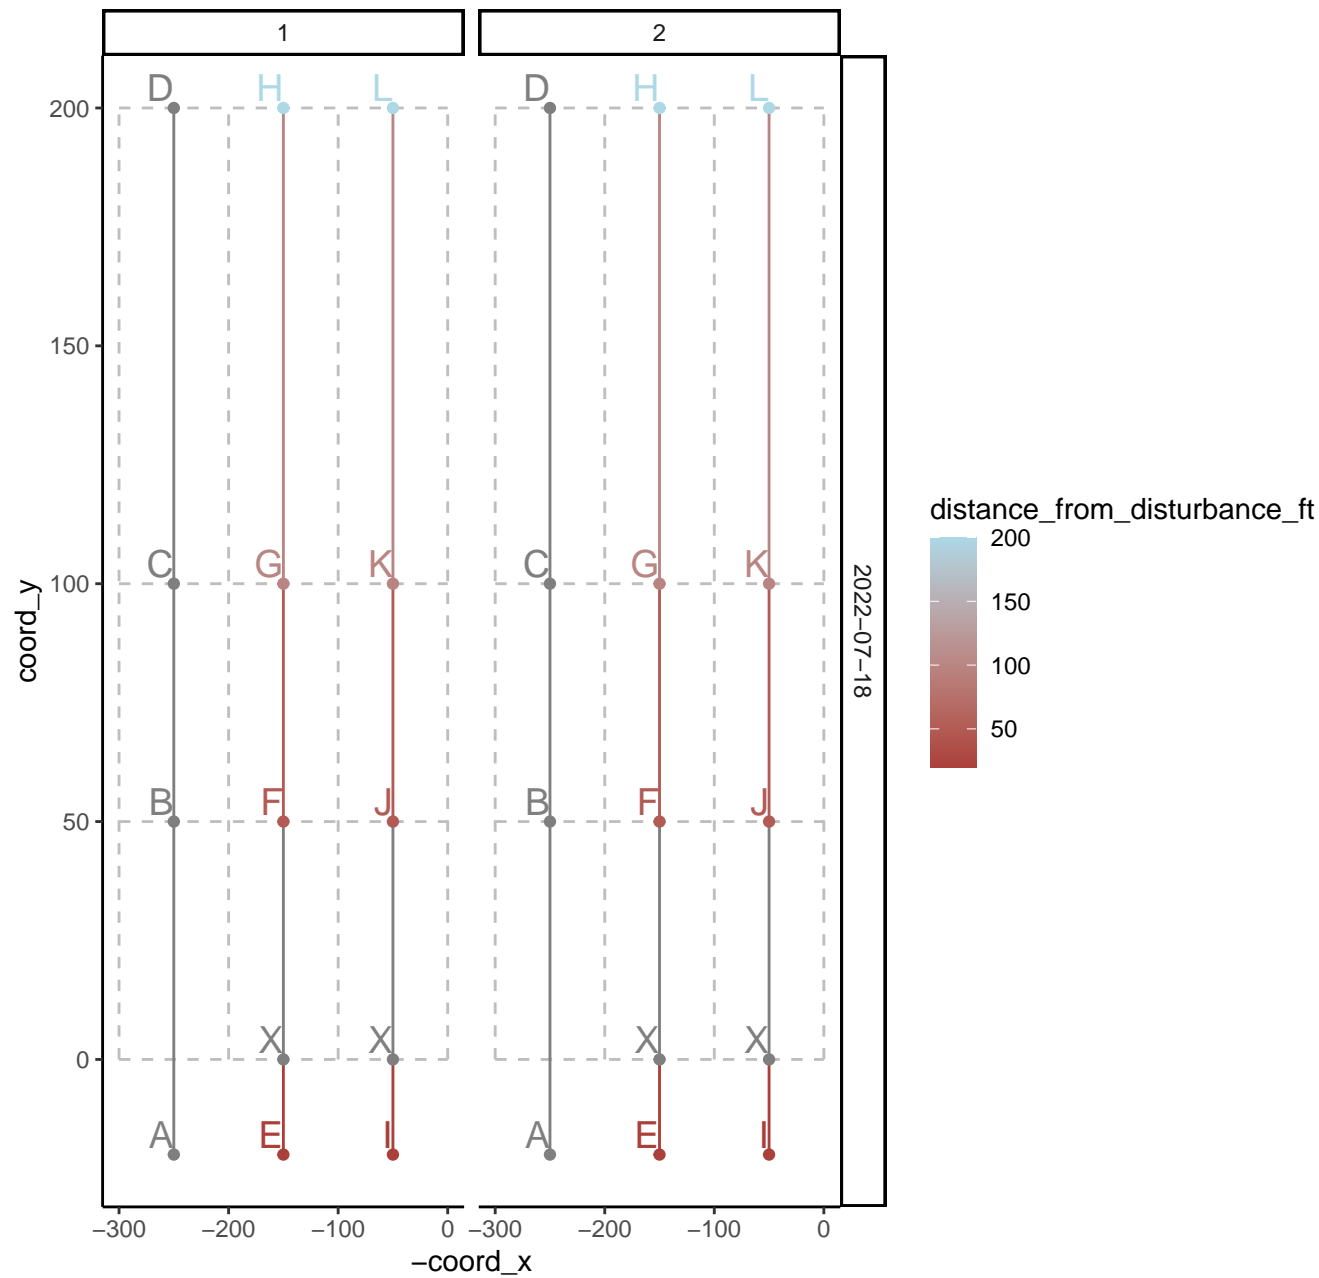 1 2
D H L D H L
200
150
C G K C G K
100
B F J B F J
50
X X X X
0
A E I A E I
−300 −200 −100 0 −300 −200 −100 0
−coord_x
coord_y
2022−07−18
distance_from_disturbance_ft
200
150
100
50